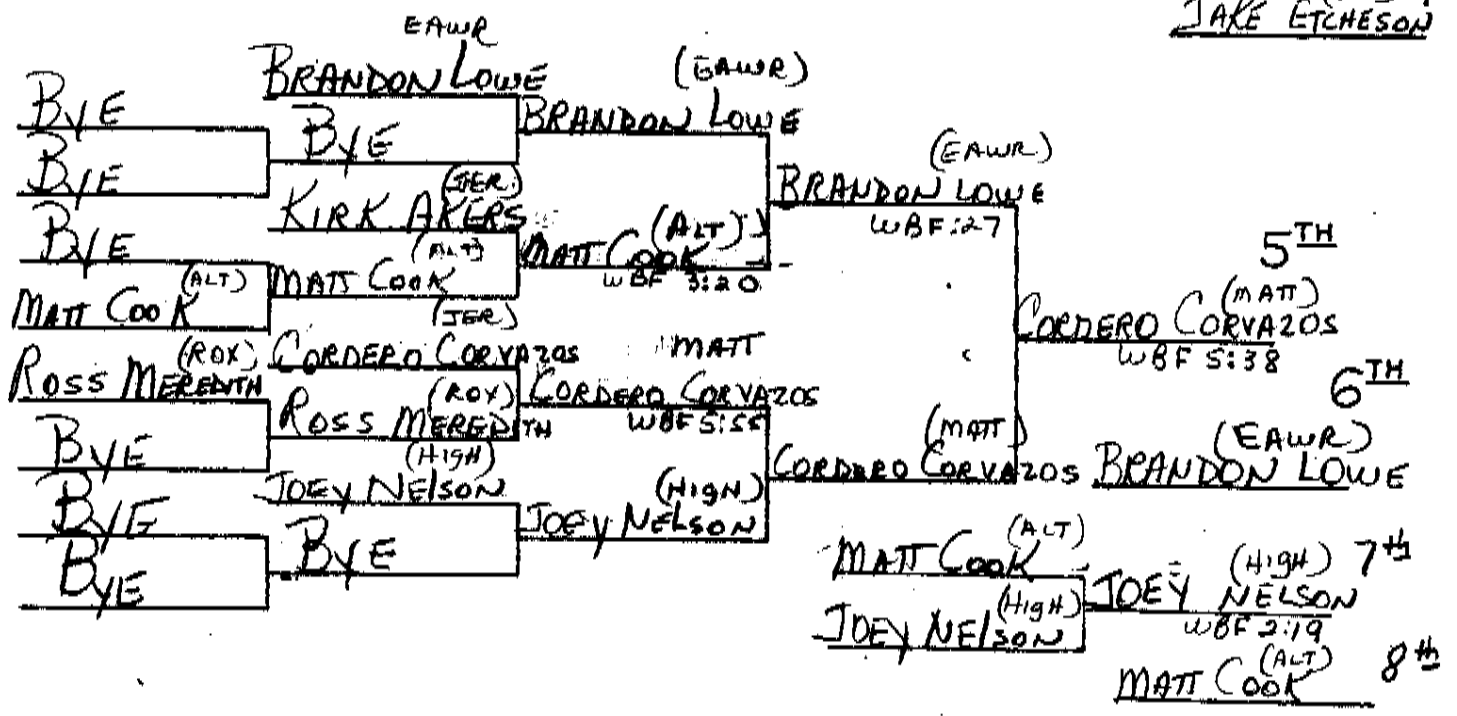 JAKE ETCHESON
EAWR
BRANDON LOWE
BYE
BYE
BYE
BYE
MATT COOK (ALT)
ROSS MEREDITH (ROX)
BYE
BYE
BYE
BYE
KIRK AKERS (JER.)
MATT COOK (ALT)
(JER)
CORDERO CORVAZOS
ROSS MEREDITH (ROX)
(HIGH)
JOEY NELSON
BYE
(EAWR)
BRANDON LOWE
MATT COOK (ALT)
WBF 3:20
MATT
CORDERO CORVAZOS
WBF 5:55
JOEY NELSON (HIGH)
(EAWR)
BRANDON LOWE
WBF :27
(MATT)
CORDERO CORVAZOS
5TH
(MATT)
CORDERO CORVAZOS
WBF 5:38
6TH
(EAWR)
BRANDON LOWE
MATT COOK (ALT)
JOEY NELSON (HIGH)
JOEY NELSON (HIGH) 7th
WBF 2:19
MATT COOK (ALT) 8th